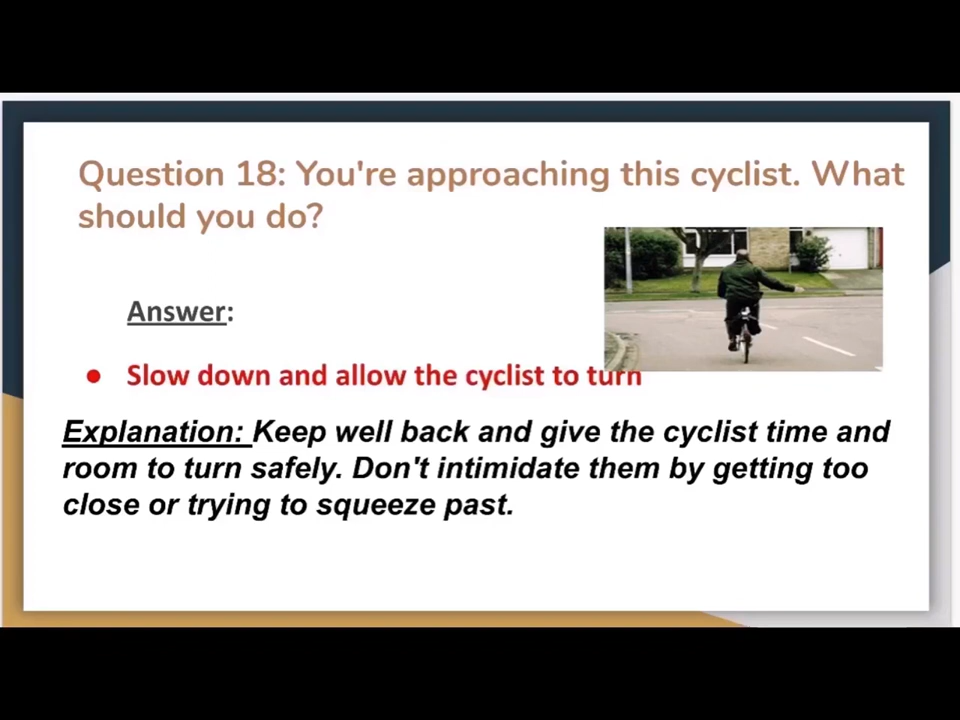 Question 18: You're approaching this cyclist. What
should you do?
Answer:
● Slow down and allow the cyclist to turn
Explanation: Keep well back and give the cyclist time and
room to turn safely. Don't intimidate them by getting too
close or trying to squeeze past.